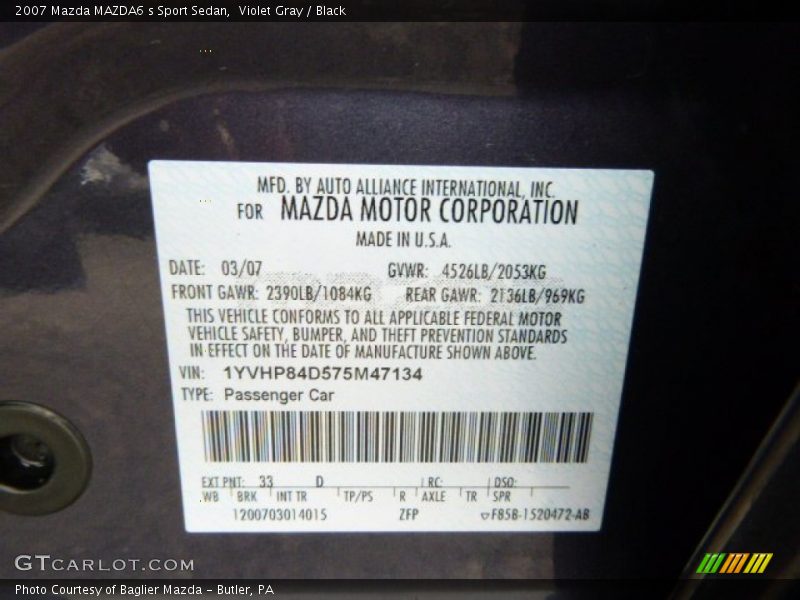 2007 Mazda MAZDA6 s Sport Sedan,  Violet Gray / Black
MFD. BY AUTO ALLIANCE INTERNATIONAL, INC.
FOR MAZDA MOTOR CORPORATION
MADE IN U.S.A.
DATE: 03/07 GVWR: 4526LB/2053KG
FRONT GAWR: 2390LB/1084KG REAR GAWR: 2136LB/969KG
THIS VEHICLE CONFORMS TO ALL APPLICABLE FEDERAL MOTOR
VEHICLE SAFETY, BUMPER, AND THEFT PREVENTION STANDARDS
IN EFFECT ON THE DATE OF MANUFACTURE SHOWN ABOVE.
VIN: 1YVHP84D575M47134
TYPE: Passenger Car
EXT PNT: 33 D RC: DSO:
WB BRK INT TR TP/PS R AXLE TR SPR
1200703014015 ZFP F85B-1520472-AB
GTCARLOT.COM
Photo Courtesy of Baglier Mazda - Butler, PA